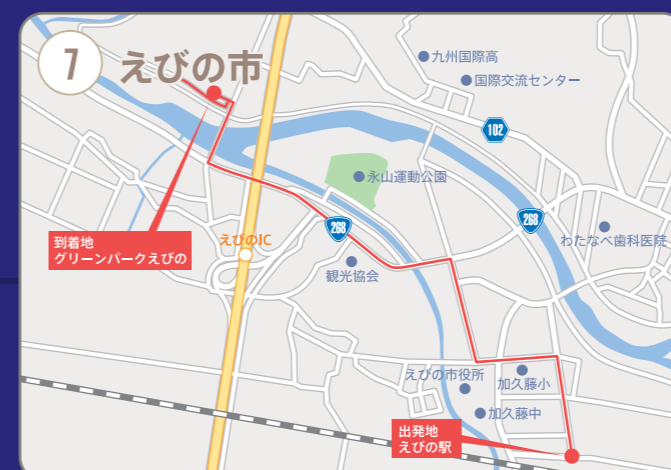 7 えびの市
九州国際高
国際交流センター
102
永山運動公園
268
268
わたなべ歯科医院
到着地
グリーンパークえびの
えびのIC
観光協会
えびの市役所
加久藤小
加久藤中
出発地
えびの駅